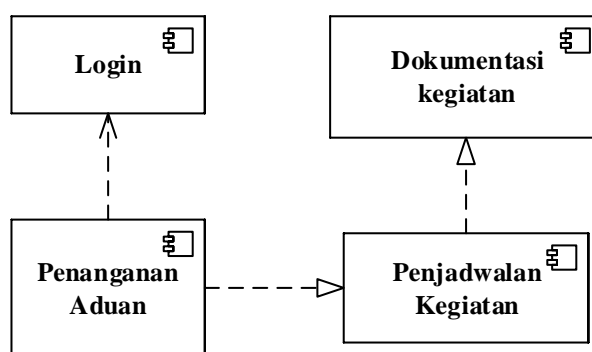 Login
Dokumentasi
kegiatan
Penanganan
Aduan
Penjadwalan
Kegiatan